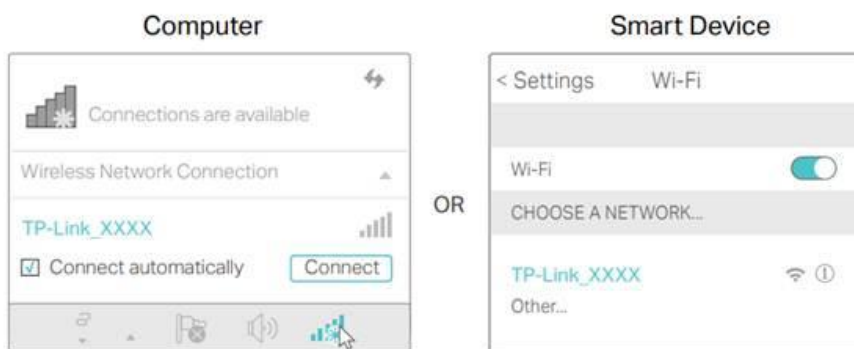 Computer
Connections are available
Wireless Network Connection
TP-Link_XXXX
Connect automatically
Connect
OR
Smart Device
< Settings
Wi-Fi
Wi-Fi
CHOOSE A NETWORK...
TP-Link_XXXX
Other...